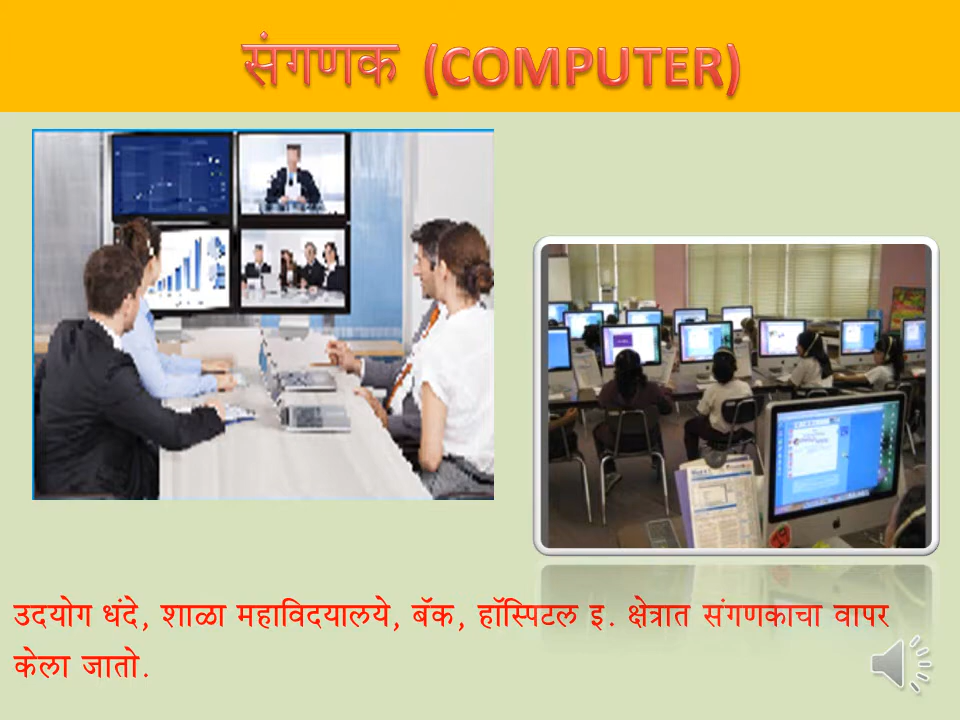 संगणक (COMPUTER)
उदयोग धंदे, शाळा महाविदयालये, बॅक, हॉस्पिटल इ. क्षेत्रात संगणकाचा वापर
केला जातो.